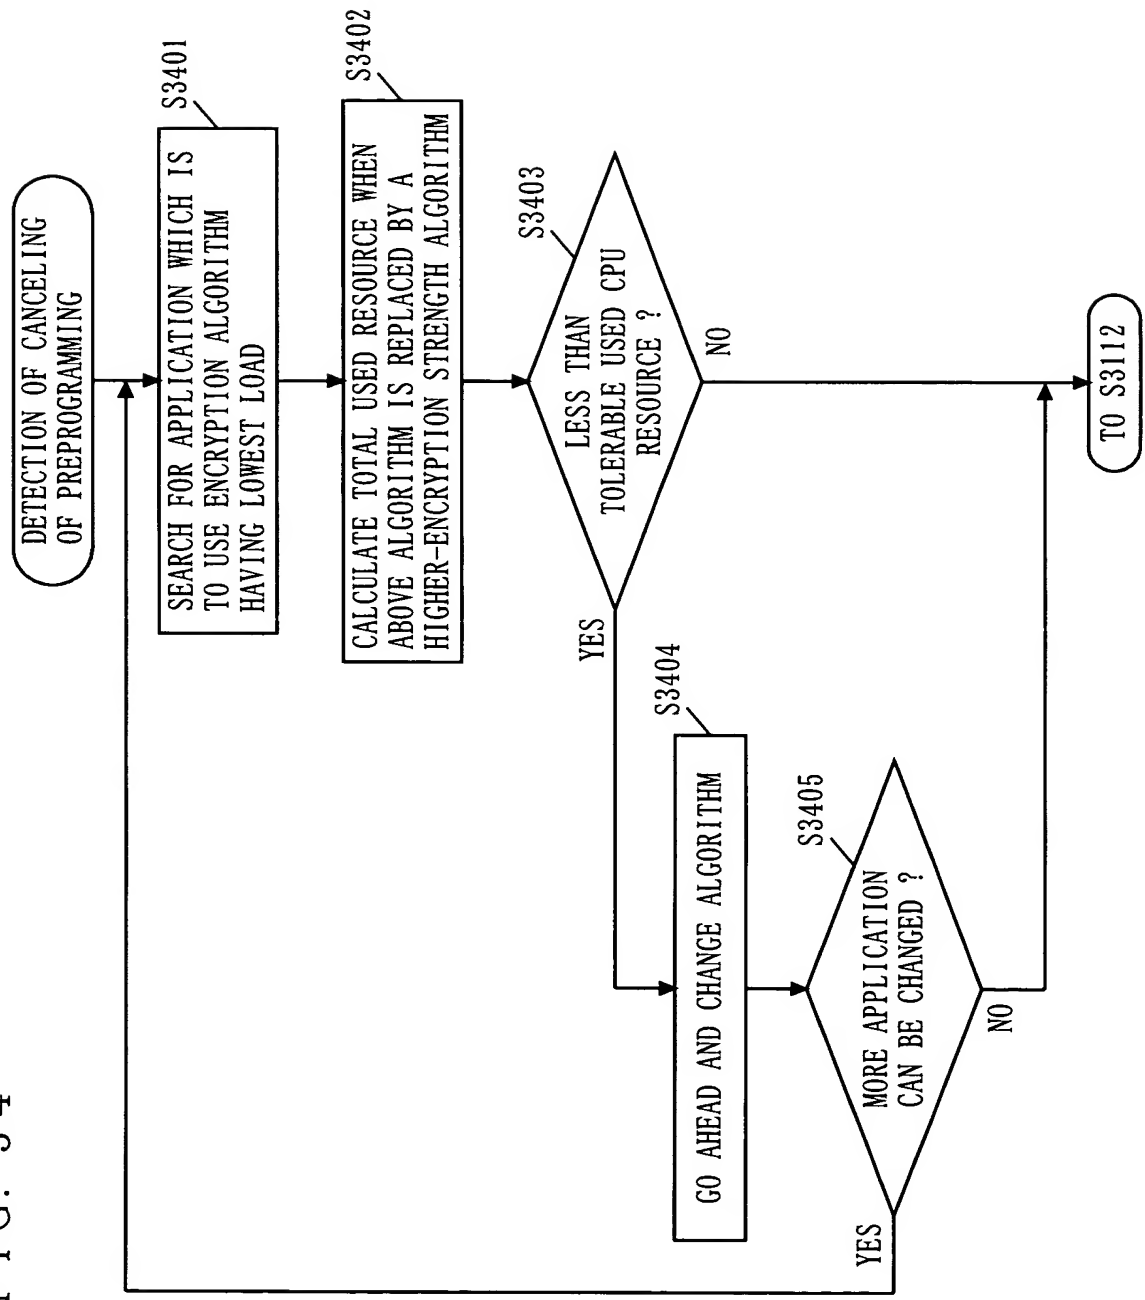 FIG. 34
DETECTION OF CANCELING
OF PREPROGRAMMING
S3401
SEARCH FOR APPLICATION WHICH IS
TO USE ENCRYPTION ALGORITHM
HAVING LOWEST LOAD
S3402
CALCULATE TOTAL USED RESOURCE WHEN
ABOVE ALGORITHM IS REPLACED BY A
HIGHER-ENCRYPTION STRENGTH ALGORITHM
S3403
LESS THAN
TOLERABLE USED CPU
RESOURCE ?
YES
NO
S3404
GO AHEAD AND CHANGE ALGORITHM
S3405
MORE APPLICATION
CAN BE CHANGED ?
YES
NO
TO S3112